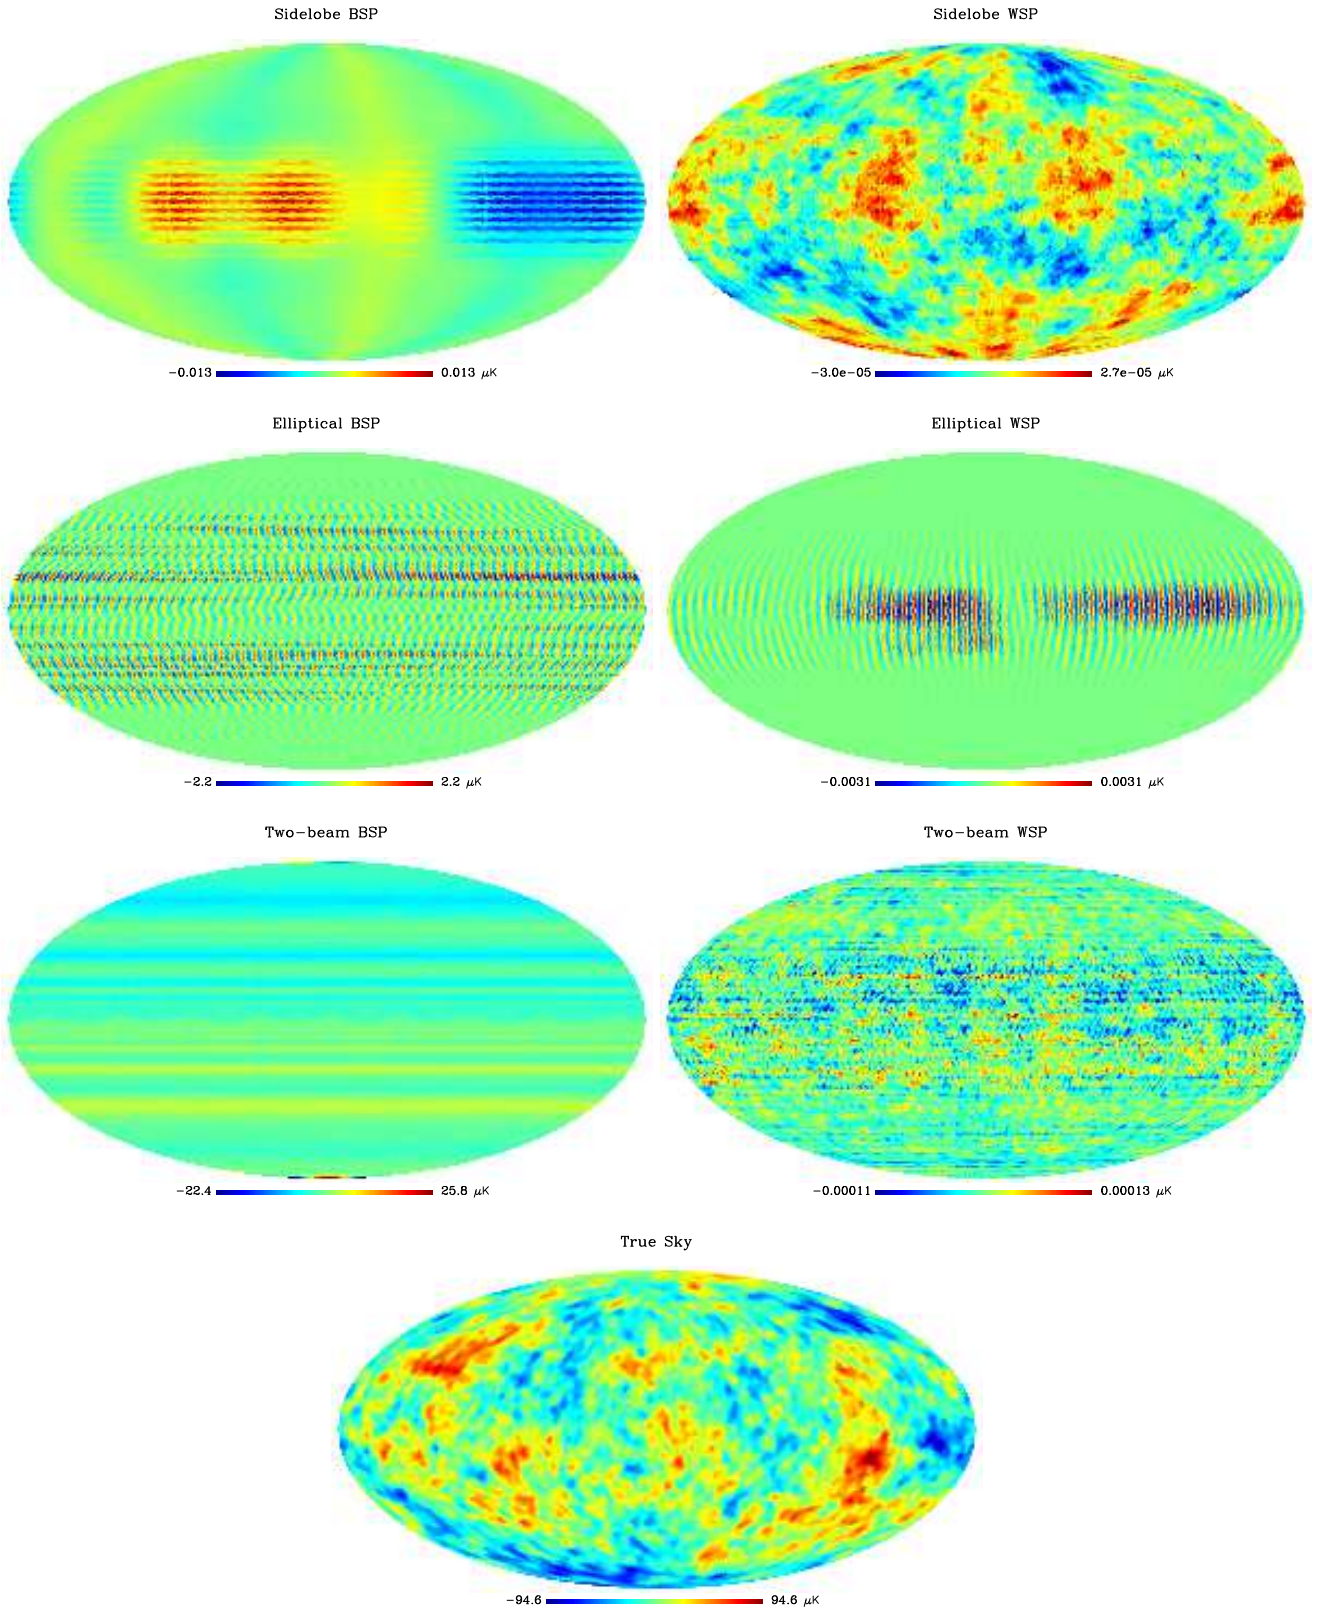 Sidelobe BSP
Sidelobe WSP
−0.013 0.013 μK
−3.0e−05 2.7e−05 μK
Elliptical BSP
Elliptical WSP
−2.2 2.2 μK
−0.0031 0.0031 μK
Two−beam BSP
Two−beam WSP
−22.4 25.8 μK
−0.00011 0.00013 μK
True Sky
−94.6 94.6 μK